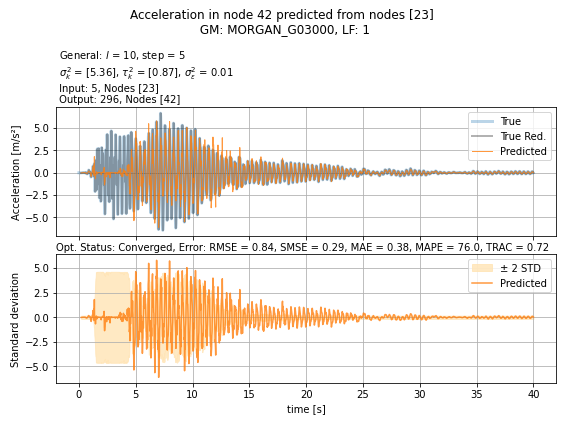 Acceleration in node 42 predicted from nodes [23]
GM: MORGAN_G03000, LF: 1
General: l = 10, step = 5
σ²ₖ = [5.36], τ²ₖ = [0.87], σ²ₑ = 0.01
Input: 5, Nodes [23]
Output: 296, Nodes [42]
Acceleration [m/s²]
5.0
2.5
0.0
−2.5
−5.0
True
True Red.
Predicted
Opt. Status: Converged, Error: RMSE = 0.84, SMSE = 0.29, MAE = 0.38, MAPE = 76.0, TRAC = 0.72
Standard deviation
5.0
2.5
0.0
−2.5
−5.0
± 2 STD
Predicted
0 5 10 15 20 25 30 35 40
time [s]